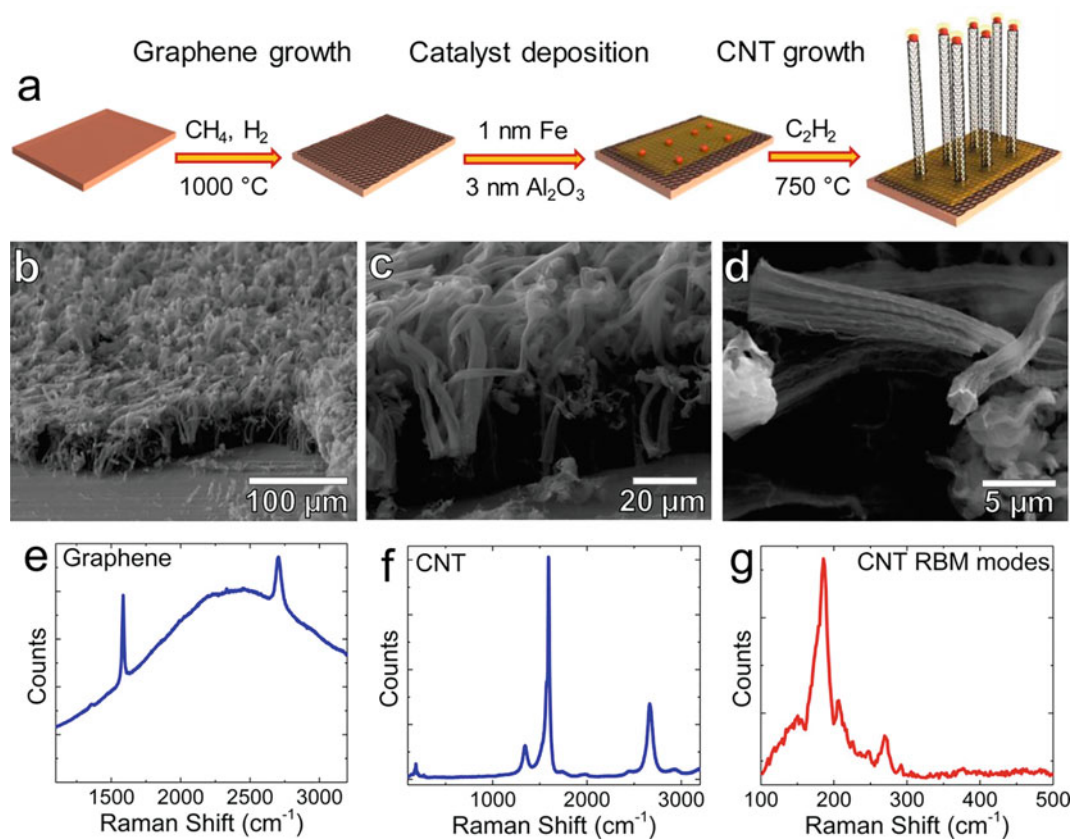 Graphene growth
Catalyst deposition
CNT growth
a
CH₄, H₂
1000 °C
1 nm Fe
3 nm Al₂O₃
C₂H₂
750 °C
b
100 µm
c
20 µm
d
5 µm
e
Graphene
Counts
1500
2000
2500
3000
Raman Shift (cm⁻¹)
f
CNT
Counts
1000
2000
3000
Raman Shift (cm⁻¹)
g
CNT RBM modes
Counts
100
200
300
400
500
Raman Shift (cm⁻¹)